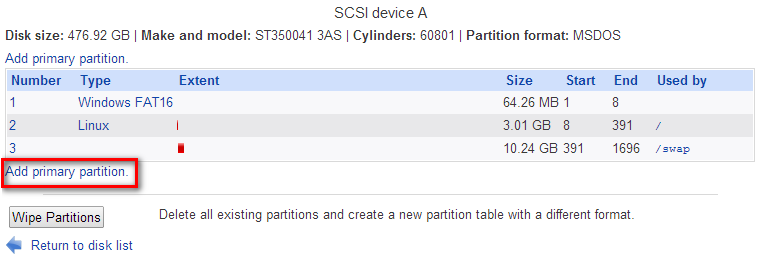 SCSI device A
Disk size: 476.92 GB | Make and model: ST350041 3AS | Cylinders: 60801 | Partition format: MSDOS
Add primary partition.
Number Type Extent Size Start End Used by
1 Windows FAT16 64.26 MB 1 8
2 Linux 3.01 GB 8 391 /
3 10.24 GB 391 1696 /swap
Add primary partition.
Wipe Partitions Delete all existing partitions and create a new partition table with a different format.
Return to disk list